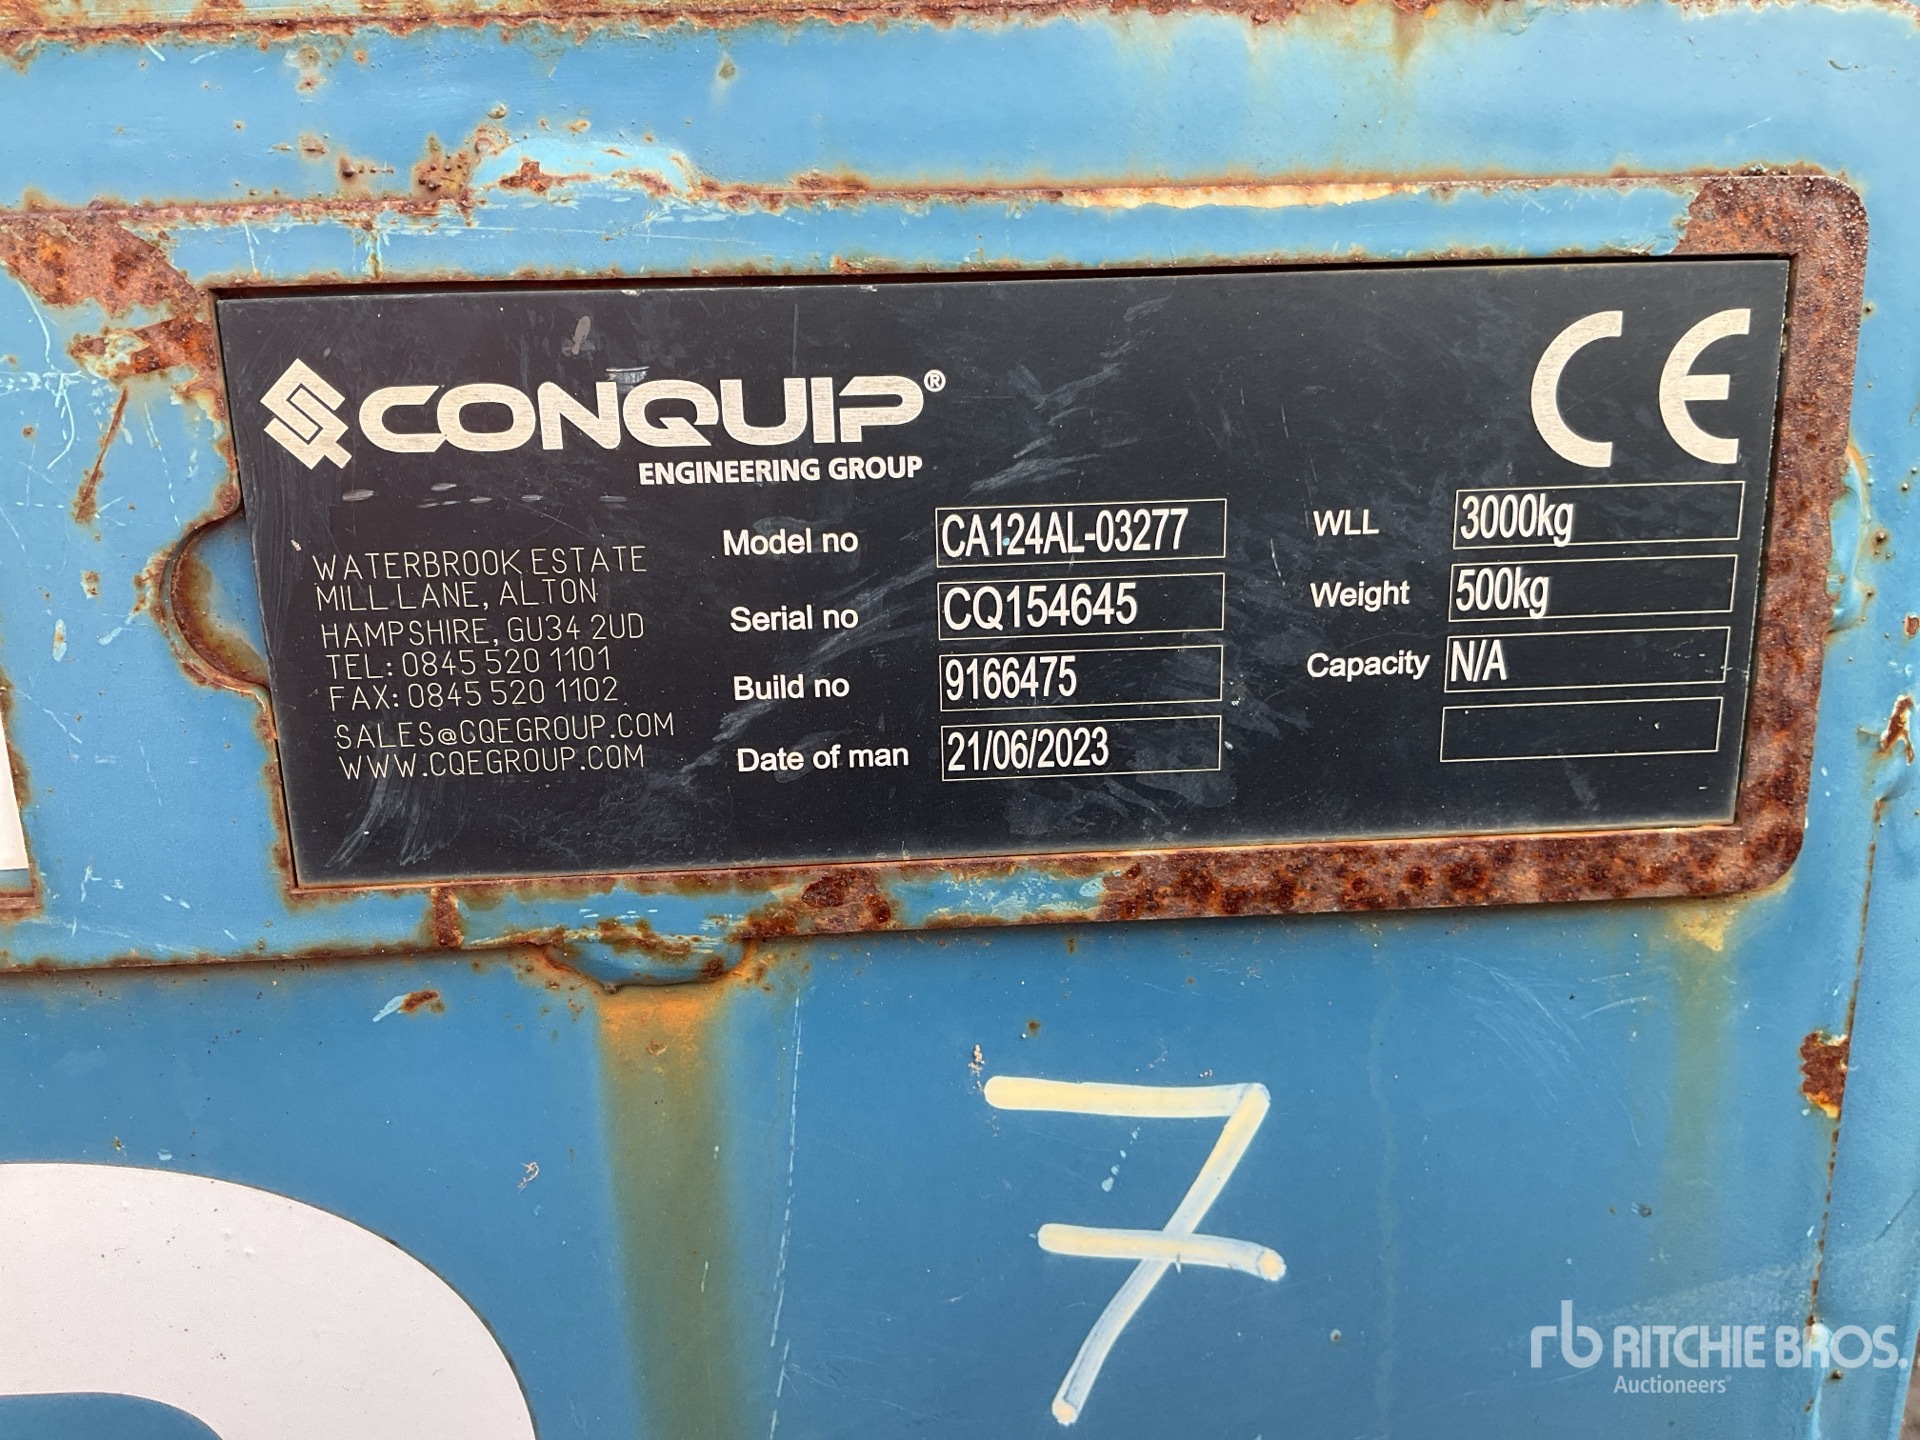 CONQUIP®
ENGINEERING GROUP
CE
WATERBROOK ESTATE
MILL LANE, ALTON
HAMPSHIRE, GU34 2UD
TEL: 0845 520 1101
FAX: 0845 520 1102
SALES@CQEGROUP.COM
WWW.CQEGROUP.COM
Model no CA124AL-03277
Serial no CQ154645
Build no 9166475
Date of man 21/06/2023
WLL 3000kg
Weight 500kg
Capacity N/A
7
rb RITCHIE BROS.
Auctioneers